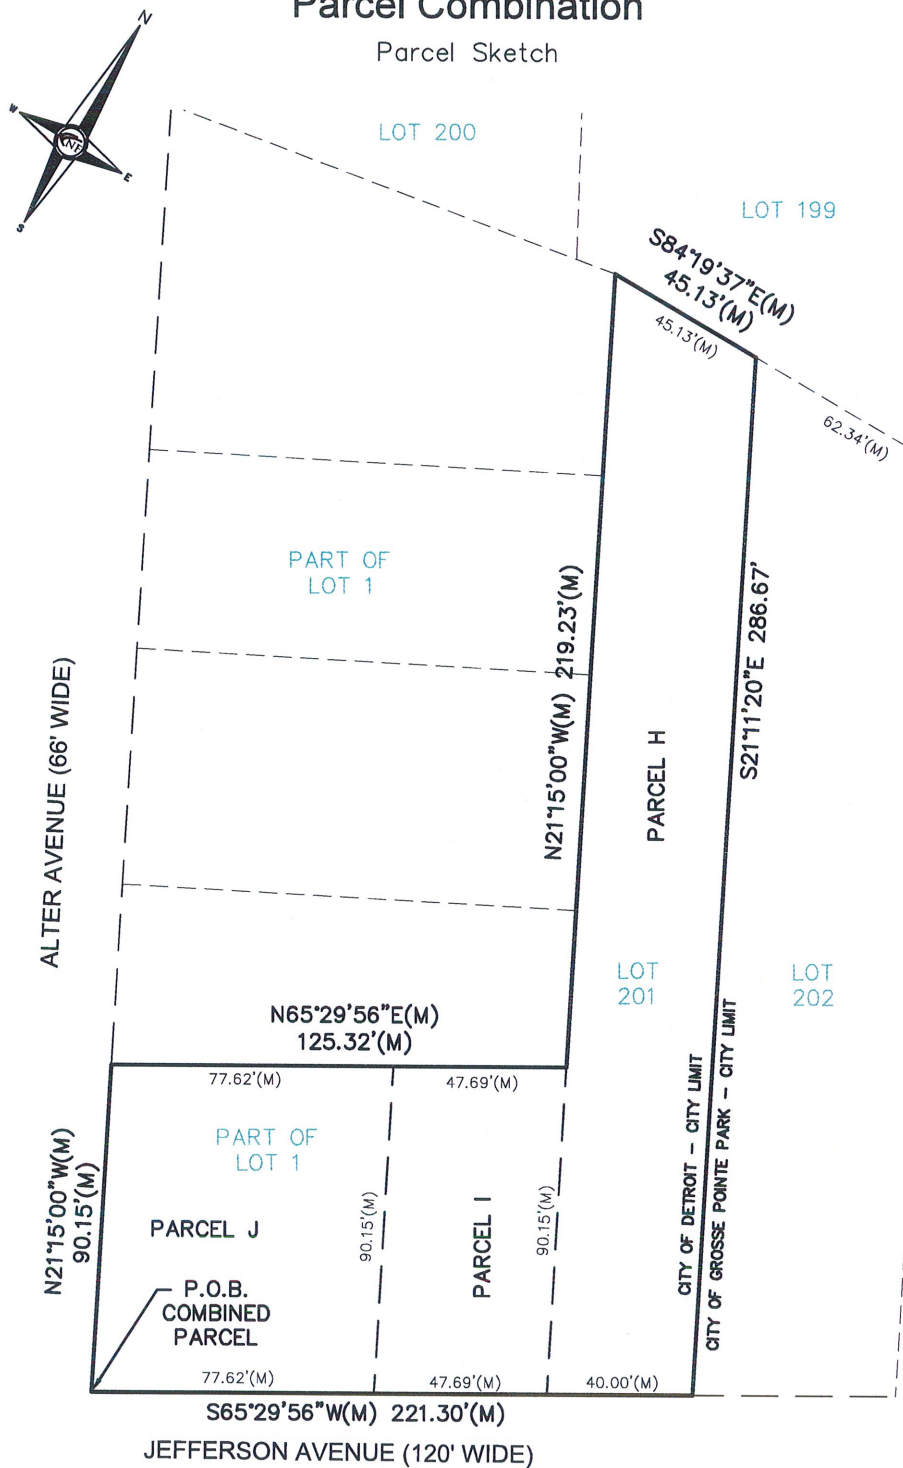 Parcel Combination
Parcel Sketch
N
W
E
S
LOT 200
LOT 199
S84°19'37"E(M)
45.13'(M)
45.13'(M)
62.34'(M)
PART OF
LOT 1
N21°15'00"W(M) 219.23'(M)
S21°11'20"E 286.67'
PARCEL H
ALTER AVENUE (66' WIDE)
LOT
201
LOT
202
N65°29'56"E(M)
125.32'(M)
77.62'(M)
47.69'(M)
PART OF
LOT 1
N21°15'00"W(M)
90.15'(M)
PARCEL J
90.15'(M)
PARCEL I
90.15'(M)
CITY OF DETROIT - CITY LIMIT
CITY OF GROSSE POINTE PARK - CITY LIMIT
P.O.B.
COMBINED
PARCEL
77.62'(M)
47.69'(M)
40.00'(M)
S65°29'56"W(M) 221.30'(M)
JEFFERSON AVENUE (120' WIDE)